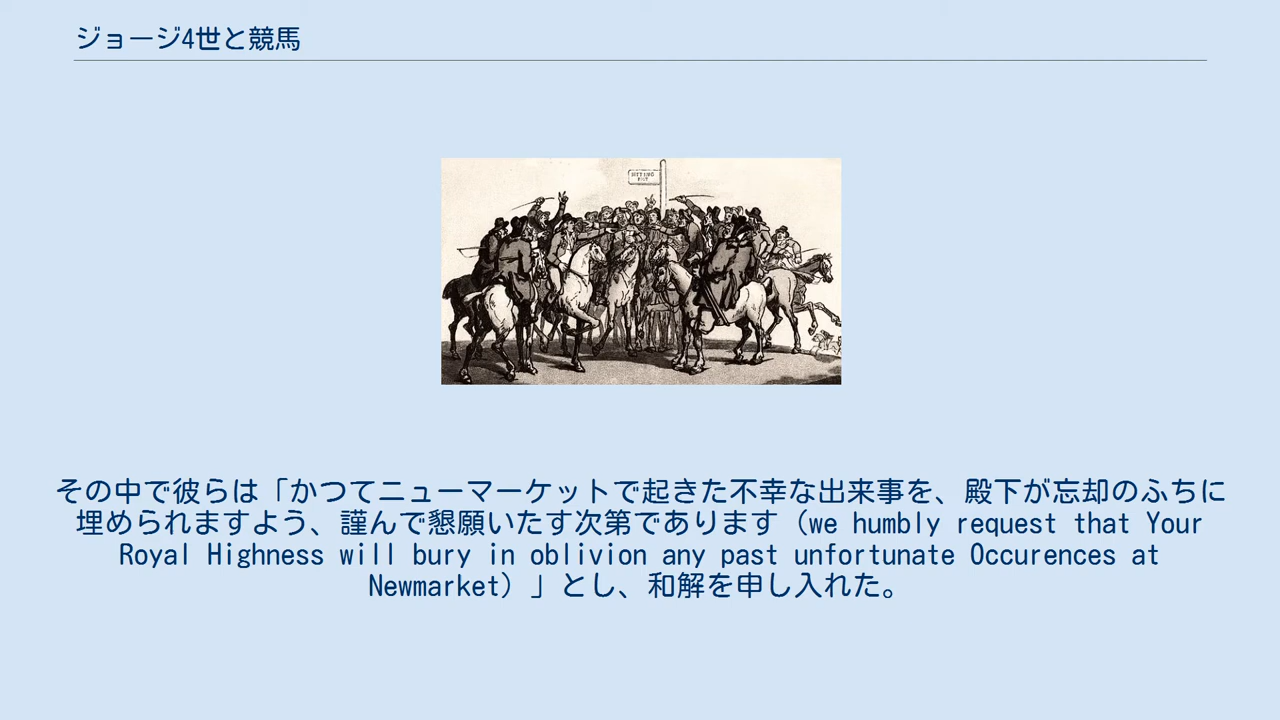 ジョージ4世と競馬
BETTING
POST
その中で彼らは「かつてニューマーケットで起きた不幸な出来事を、殿下が忘却のふちに
埋められますよう、謹んで懇願いたす次第であります（we humbly request that Your
Royal Highness will bury in oblivion any past unfortunate Occurences at
Newmarket）」とし、和解を申し入れた。